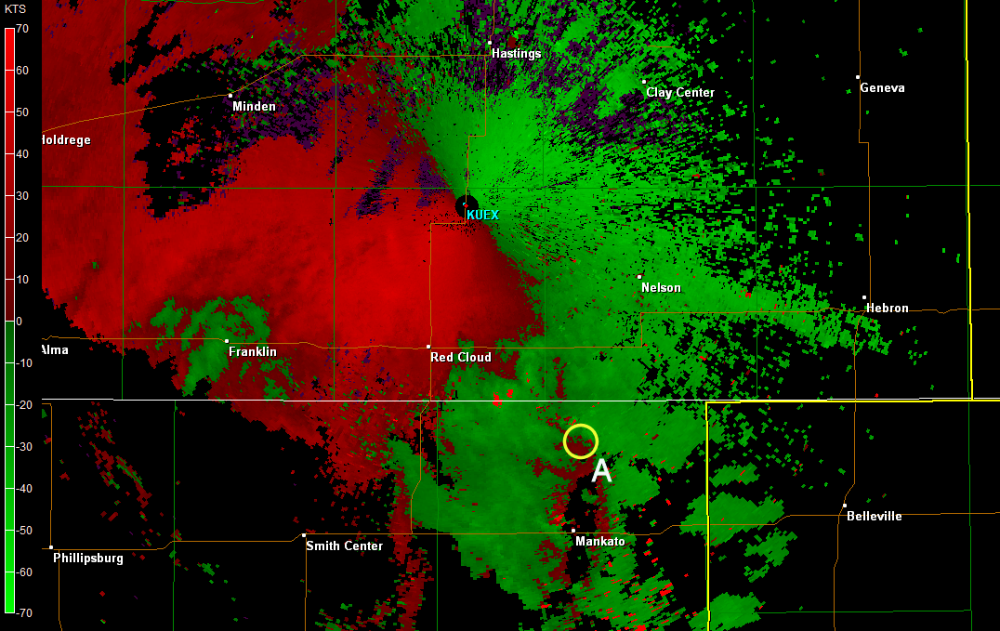 KTS
70
60
50
40
30
20
10
0
-10
-20
-30
-40
-50
-60
-70
Hastings
Clay Center
Geneva
Minden
Holdrege
KUEX
Nelson
Hebron
Alma
Franklin
Red Cloud
A
Belleville
Mankato
Smith Center
Phillipsburg